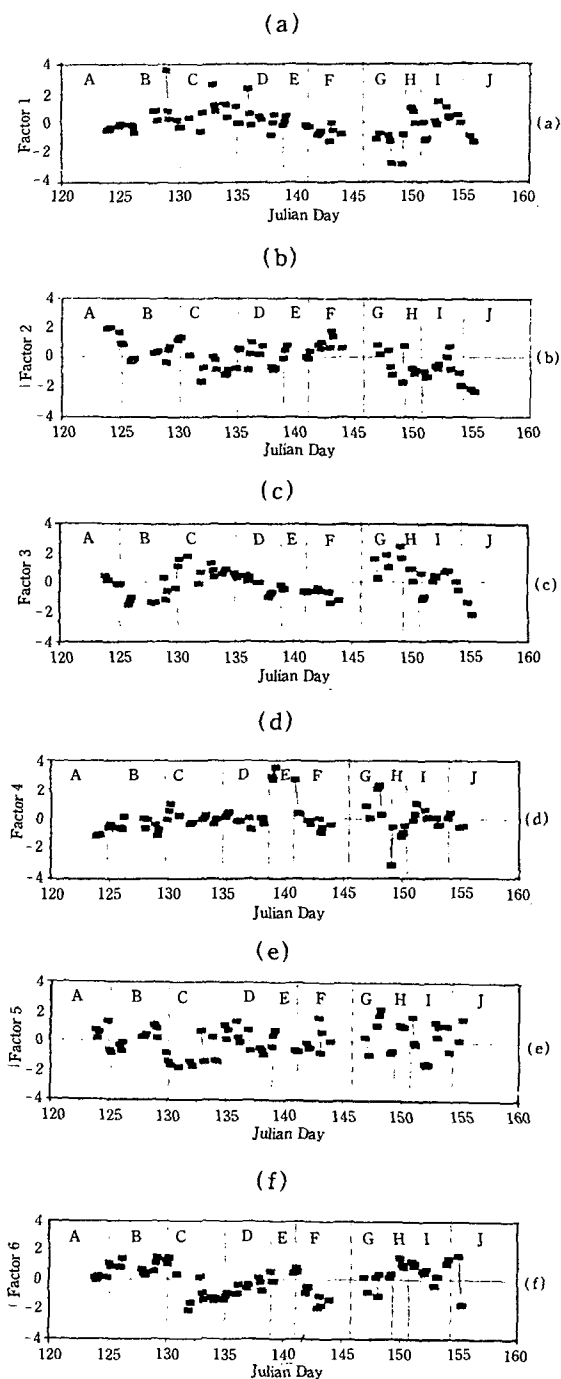 (a)
4
A B C D E F G H I J
2
Factor 1
0
(a)
-2
-4
120 125 130 135 140 145 150 155 160
Julian Day
(b)
4
A B C D E F G H I J
2
Factor 2
0
(b)
-2
-4
120 125 130 135 140 145 150 155 160
Julian Day
(c)
4
A B C D E F G H I J
2
Factor 3
0
(c)
-2
-4
120 125 130 135 140 145 150 155 160
Julian Day
(d)
4
A B C D E F G H I J
2
Factor 4
0
(d)
-2
-4
120 125 130 135 140 145 150 155 160
Julian Day
(e)
4
A B C D E F G H I J
2
Factor 5
0
(e)
-2
-4
120 125 130 135 140 145 150 155 160
Julian Day
(f)
4
A B C D E F G H I J
2
Factor 6
0
(f)
-2
-4
120 125 130 135 140 145 150 155 160
Julian Day